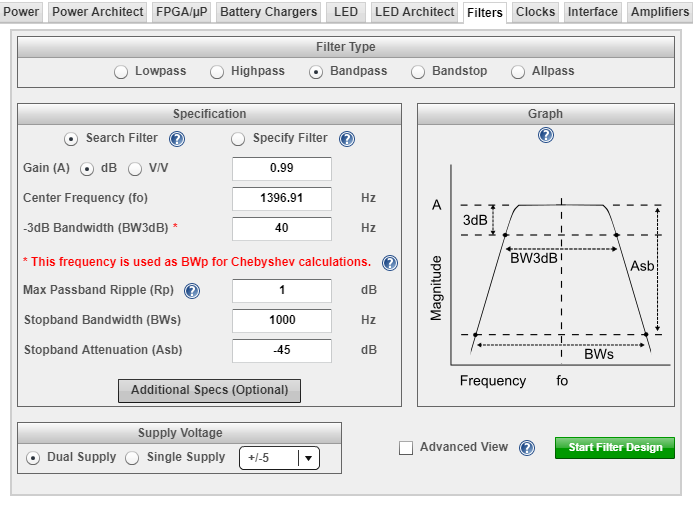 Power Power Architect FPGA/µP Battery Chargers LED LED Architect Filters Clocks Interface Amplifiers
Filter Type
Lowpass Highpass Bandpass Bandstop Allpass
Specification
Search Filter ? Specify Filter ?
Gain (A) dB V/V 0.99
Center Frequency (fo) 1396.91 Hz
-3dB Bandwidth (BW3dB) * 40 Hz
* This frequency is used as BWp for Chebyshev calculations. ?
Max Passband Ripple (Rp) ? 1 dB
Stopband Bandwidth (BWs) 1000 Hz
Stopband Attenuation (Asb) -45 dB
Additional Specs (Optional)
Graph
?
A
3dB
BW3dB
Asb
Magnitude
BWs
Frequency fo
Supply Voltage
Dual Supply Single Supply +/-5
Advanced View ? Start Filter Design